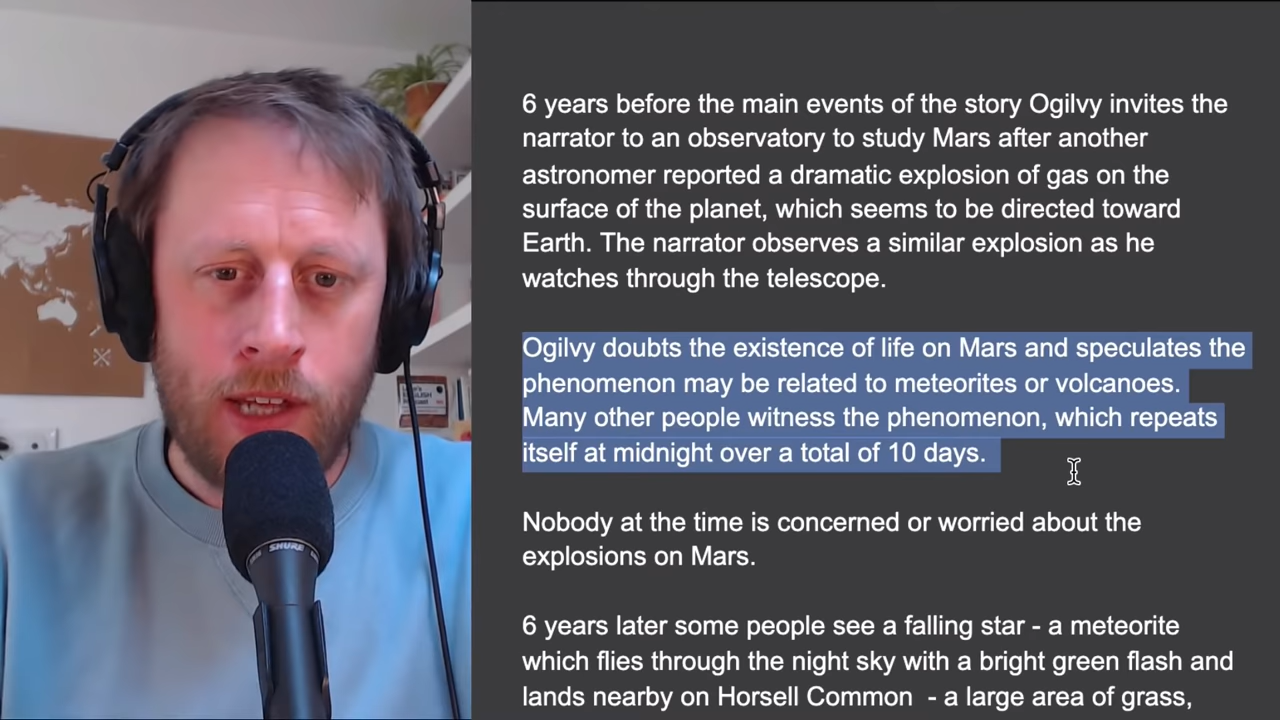 6 years before the main events of the story Ogilvy invites the
narrator to an observatory to study Mars after another
astronomer reported a dramatic explosion of gas on the
surface of the planet, which seems to be directed toward
Earth. The narrator observes a similar explosion as he
watches through the telescope.
Ogilvy doubts the existence of life on Mars and speculates the
phenomenon may be related to meteorites or volcanoes.
Many other people witness the phenomenon, which repeats
itself at midnight over a total of 10 days.
Nobody at the time is concerned or worried about the
explosions on Mars.
6 years later some people see a falling star - a meteorite
which flies through the night sky with a bright green flash and
lands nearby on Horsell Common  - a large area of grass,
SHURE
ENGLISH